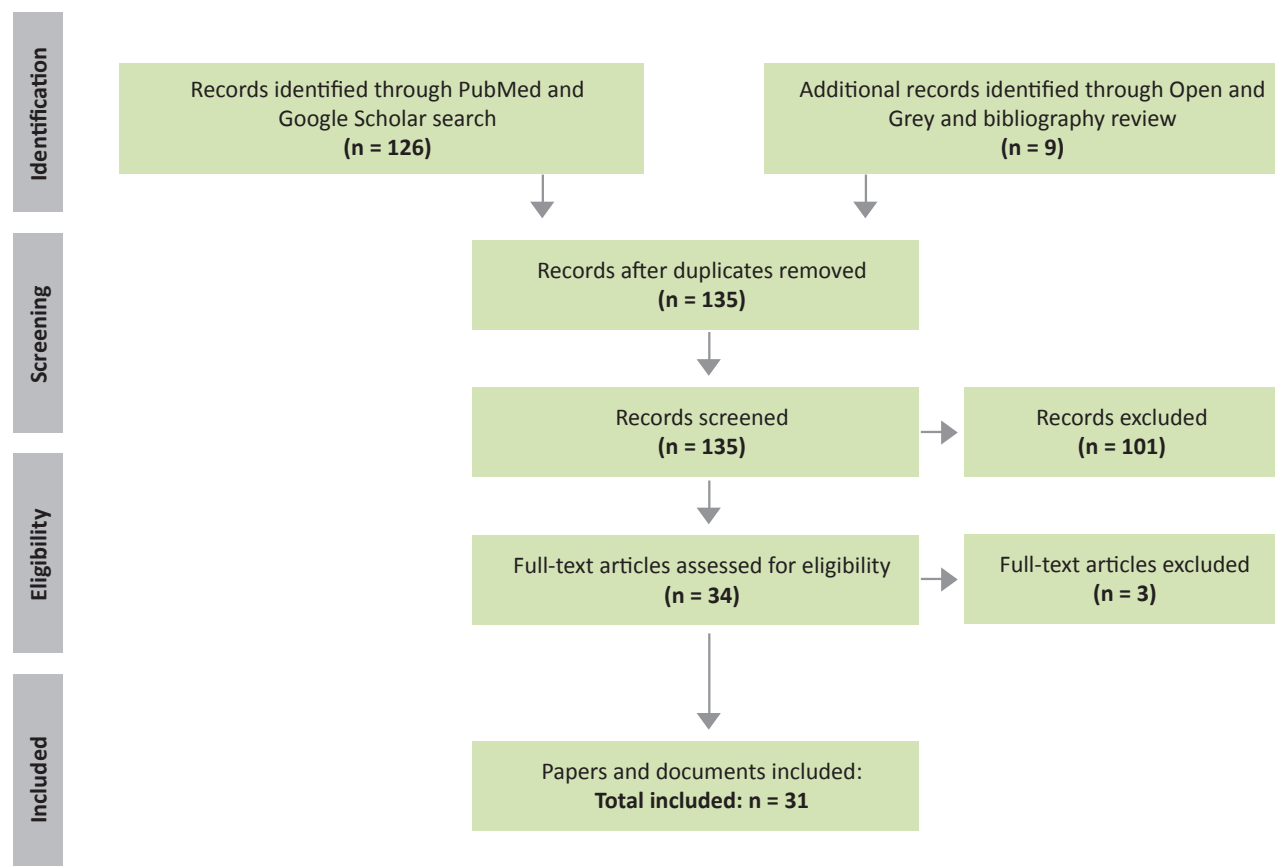 Identification
Records identified through PubMed and
Google Scholar search
(n = 126)
Additional records identified through Open and
Grey and bibliography review
(n = 9)
Screening
Records after duplicates removed
(n = 135)
Records screened
(n = 135)
Records excluded
(n = 101)
Eligibility
Full-text articles assessed for eligibility
(n = 34)
Full-text articles excluded
(n = 3)
Included
Papers and documents included:
Total included: n = 31